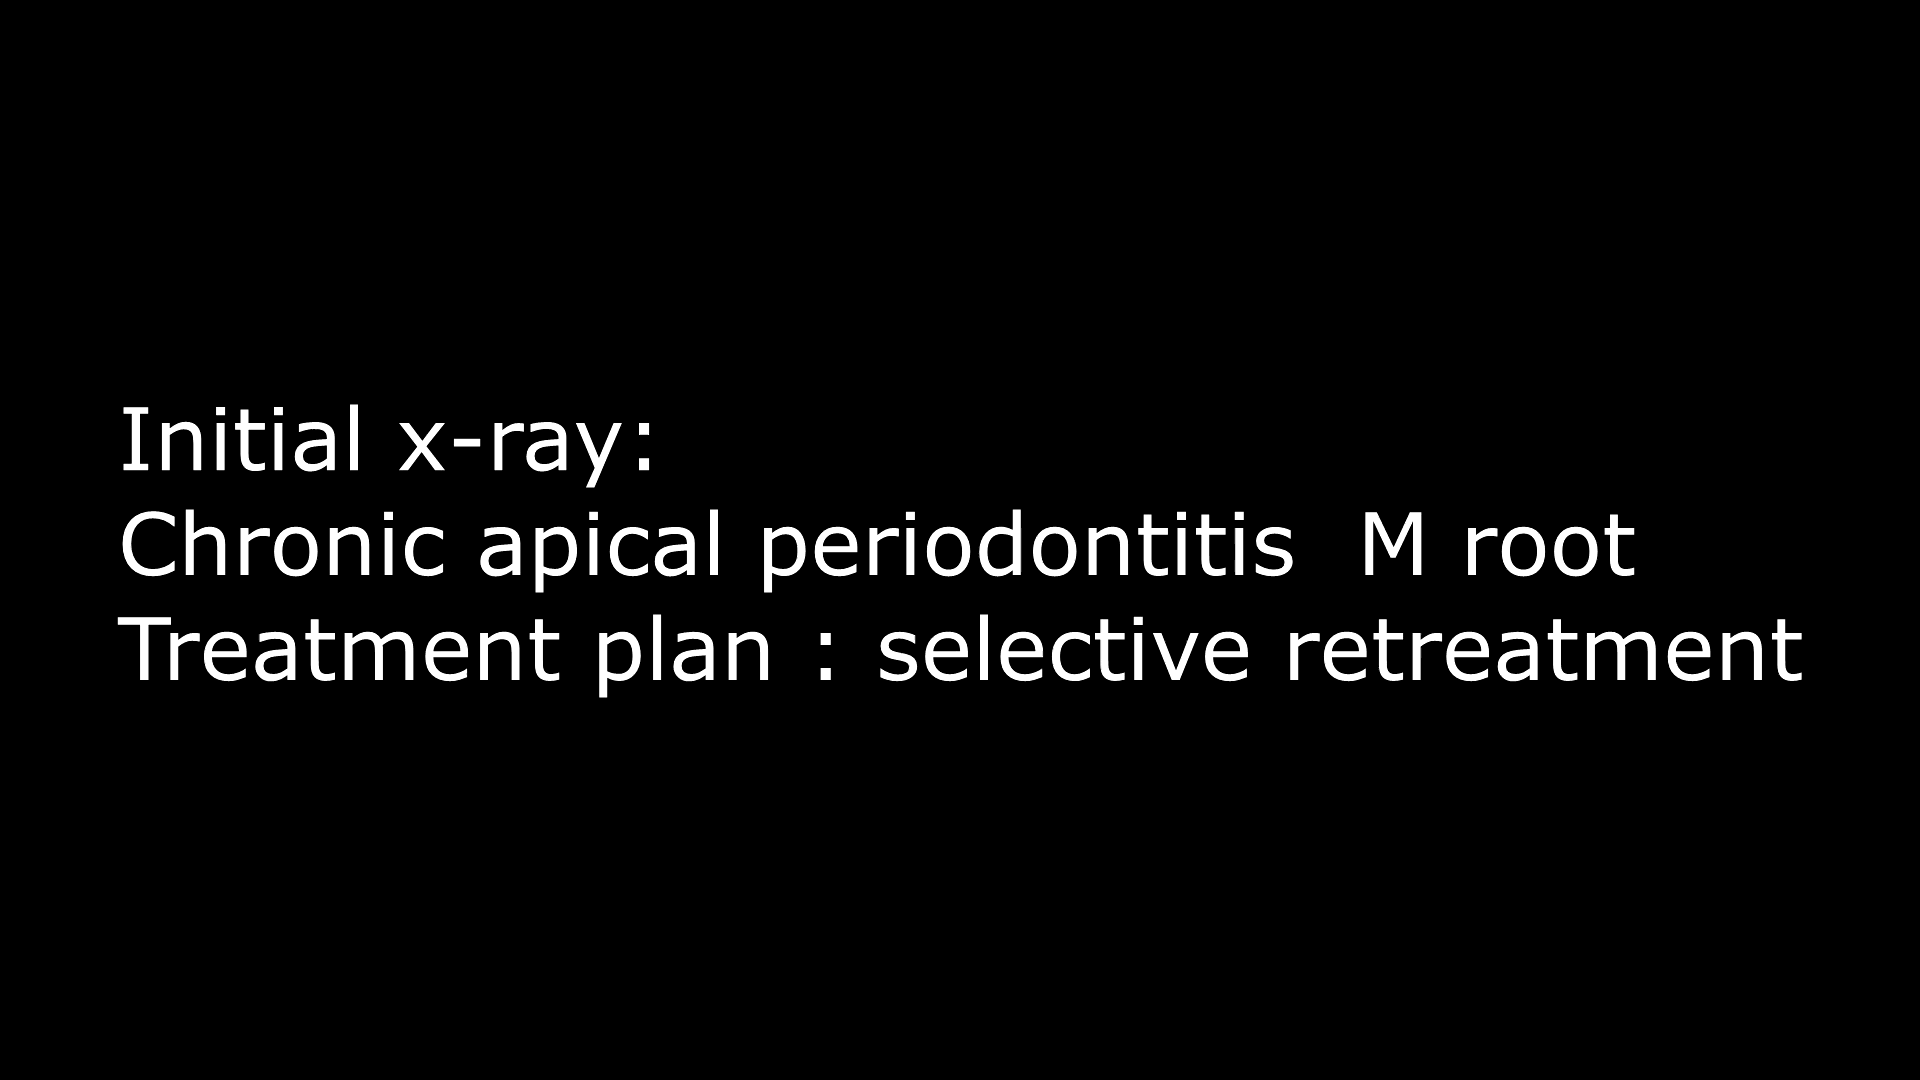 Initial x-ray:
Chronic apical periodontitis  M root
Treatment plan : selective retreatment